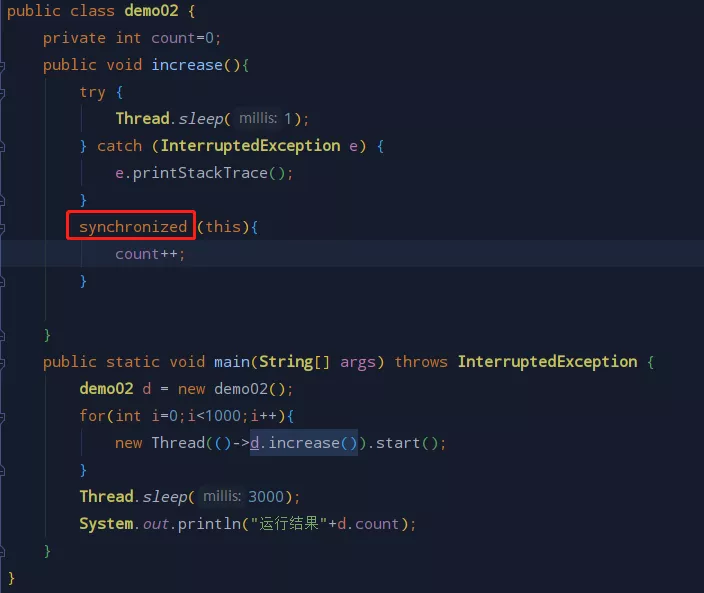 public class demo02 {
private int count=0;
public void increase(){
try {
Thread.sleep( millis: 1);
} catch (InterruptedException e) {
e.printStackTrace();
}
synchronized (this){
count++;
}
}
public static void main(String[] args) throws InterruptedException {
demo02 d = new demo02();
for(int i=0;i<1000;i++){
new Thread(()->d.increase()).start();
}
Thread.sleep( millis: 3000);
System.out.println("运行结果"+d.count);
}
}